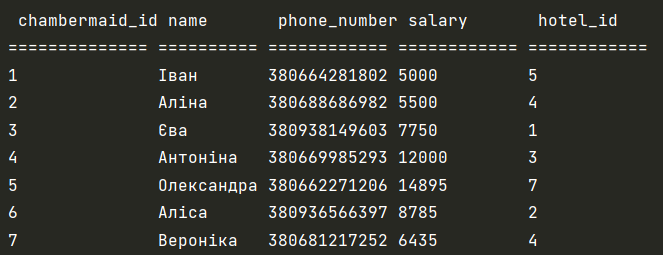 chambermaid_id name phone_number salary hotel_id
============== ========== ============ ============ ============
1 Іван 380664281802 5000 5
2 Аліна 380688686982 5500 4
3 Єва 380938149603 7750 1
4 Антоніна 380669985293 12000 3
5 Олександра 380662271206 14895 7
6 Аліса 380936566397 8785 2
7 Вероніка 380681217252 6435 4